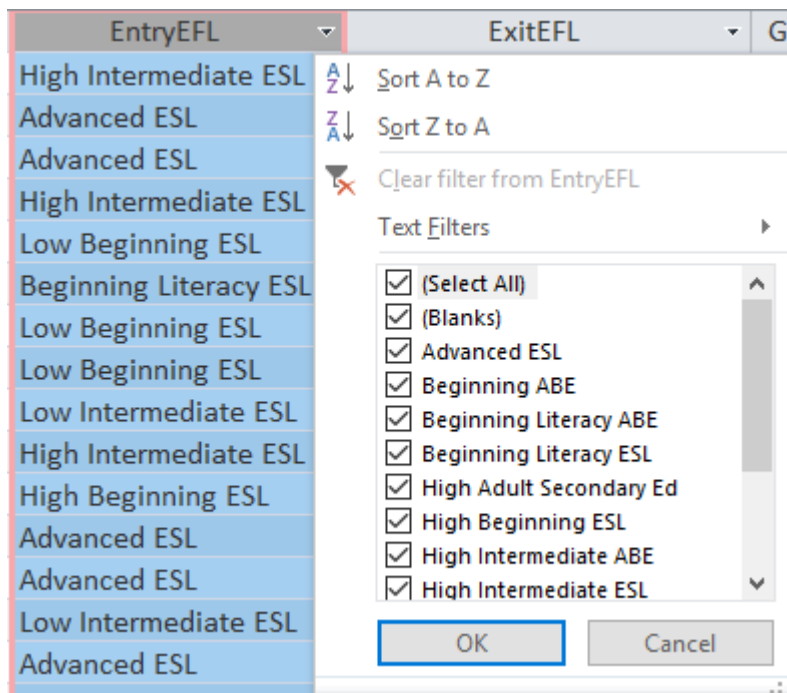 EntryEFL
ExitEFL
G
High Intermediate ESL
Advanced ESL
Advanced ESL
High Intermediate ESL
Low Beginning ESL
Beginning Literacy ESL
Low Beginning ESL
Low Beginning ESL
Low Intermediate ESL
High Intermediate ESL
High Beginning ESL
Advanced ESL
Advanced ESL
Low Intermediate ESL
Advanced ESL
Sort A to Z
Sort Z to A
Clear filter from EntryEFL
Text Filters
(Select All)
(Blanks)
Advanced ESL
Beginning ABE
Beginning Literacy ABE
Beginning Literacy ESL
High Adult Secondary Ed
High Beginning ESL
High Intermediate ABE
High Intermediate ESL
OK
Cancel